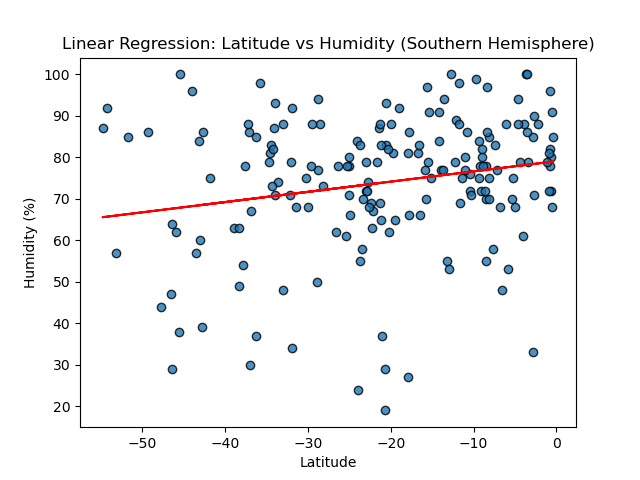 Linear Regression: Latitude vs Humidity (Southern Hemisphere)
100
90
80
70
60
50
40
30
20
Humidity (%)
−50 −40 −30 −20 −10 0
Latitude